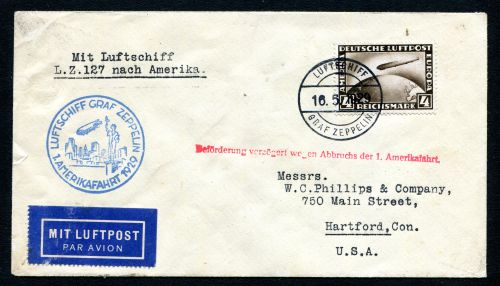 Mit Luftschiff
L.Z.127 nach Amerika.
DEUTSCHE LUFTPOST
EUROPA
AMERIKA
4 REICHSMARK 4
LUFTSCHIFF
16.5.1929
GRAF ZEPPELIN
LUFTSCHIFF GRAF ZEPPELIN
1. AMERIKAFAHRT 1929
Beförderung verzögert wegen Abbruchs der 1. Amerikafahrt.
Messrs.
W.C.Phillips & Company,
750 Main Street,
Hartford,Con.
U.S.A.
MIT LUFTPOST
PAR AVION